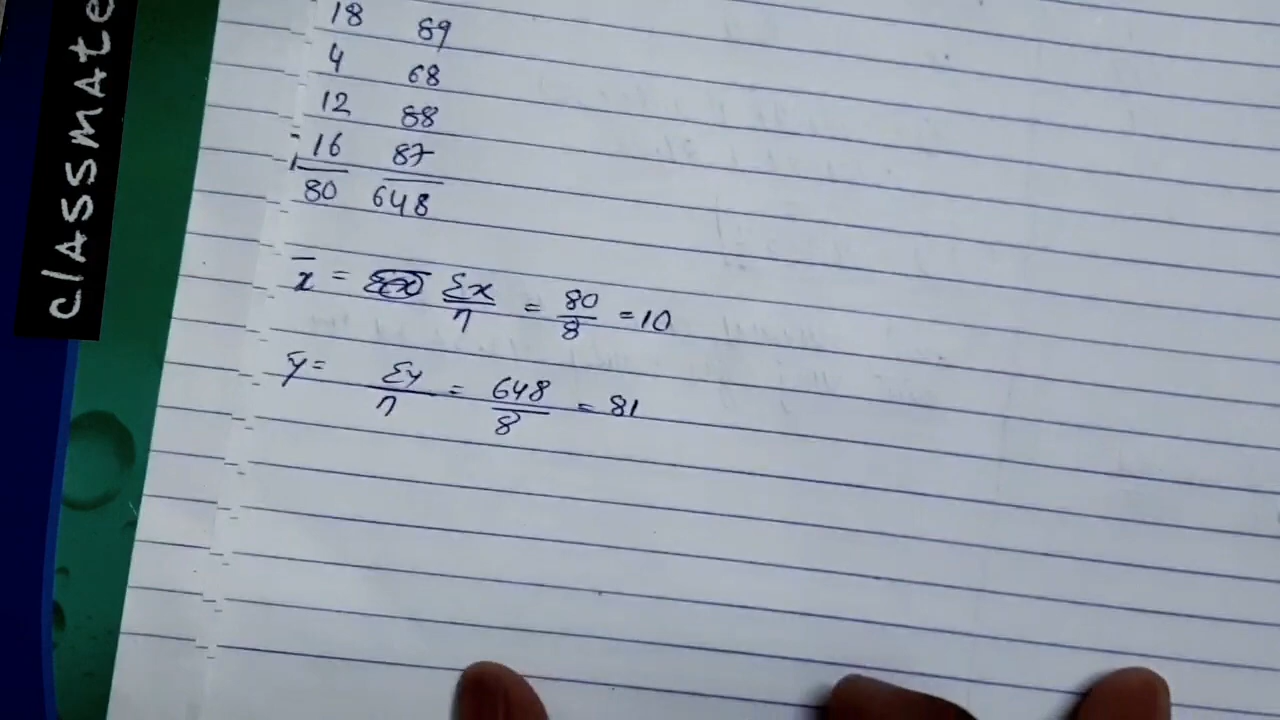 classmate
18 89
4 68
12 88
16 87
80 648
x̄ = Σx/n = 80/8 = 10
ȳ = Σy/n = 648/8 = 81